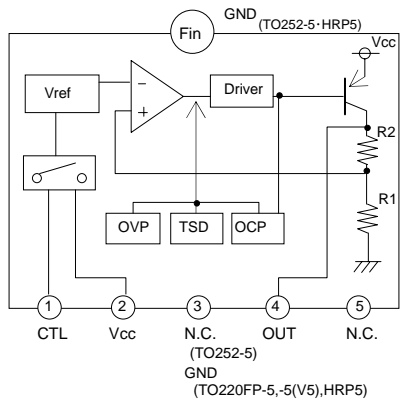 GND
(TO252-5·HRP5)
Fin
Vcc
Vref
−
+
Driver
R2
R1
OVP
TSD
OCP
1
2
3
4
5
CTL
Vcc
N.C.
OUT
N.C.
(TO252-5)
GND
(TO220FP-5,-5(V5),HRP5)